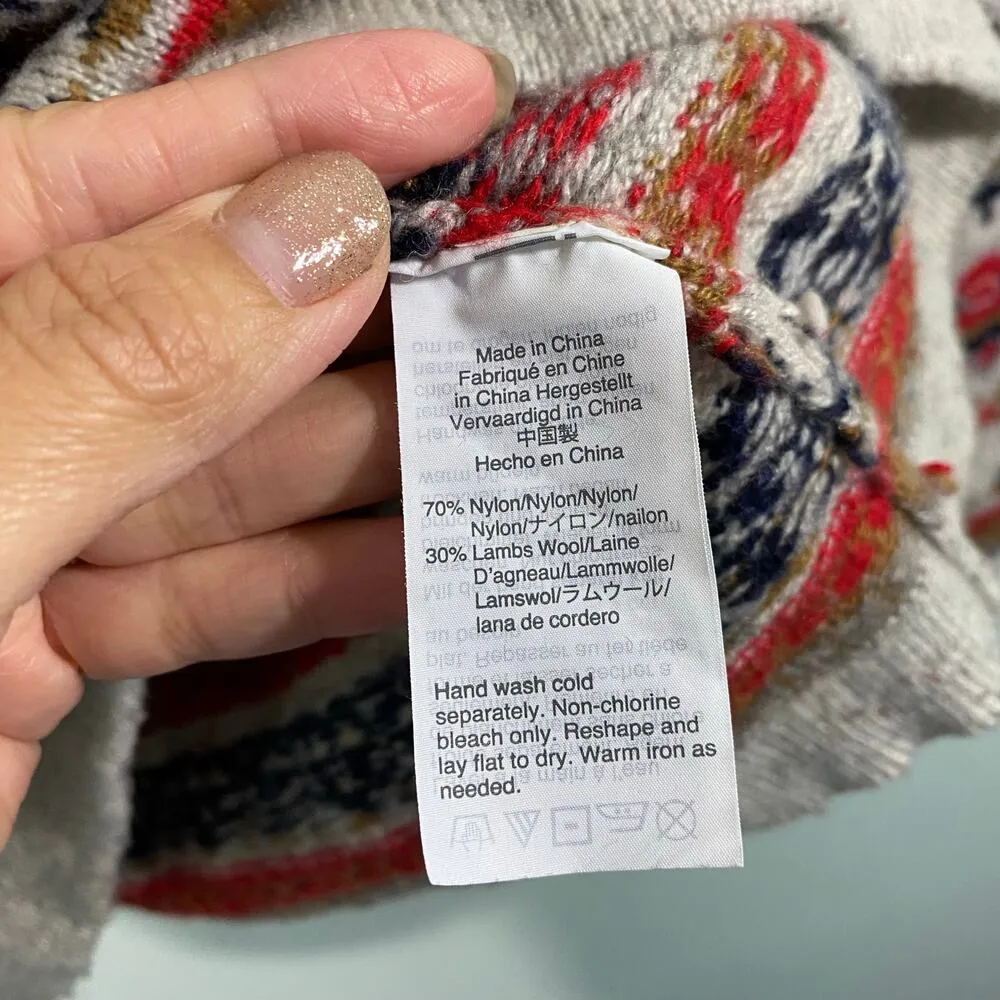 Made in China
Fabriqué en Chine
in China Hergestellt
Vervaardigd in China
中国製
Hecho en China
70% Nylon/Nylon/Nylon/
Nylon/ナイロン/nailon
30% Lambs Wool/Laine
D'agneau/Lammwolle/
Lamswol/ラムウール/
lana de cordero
Hand wash cold
separately. Non-chlorine
bleach only. Reshape and
lay flat to dry. Warm iron as
needed.